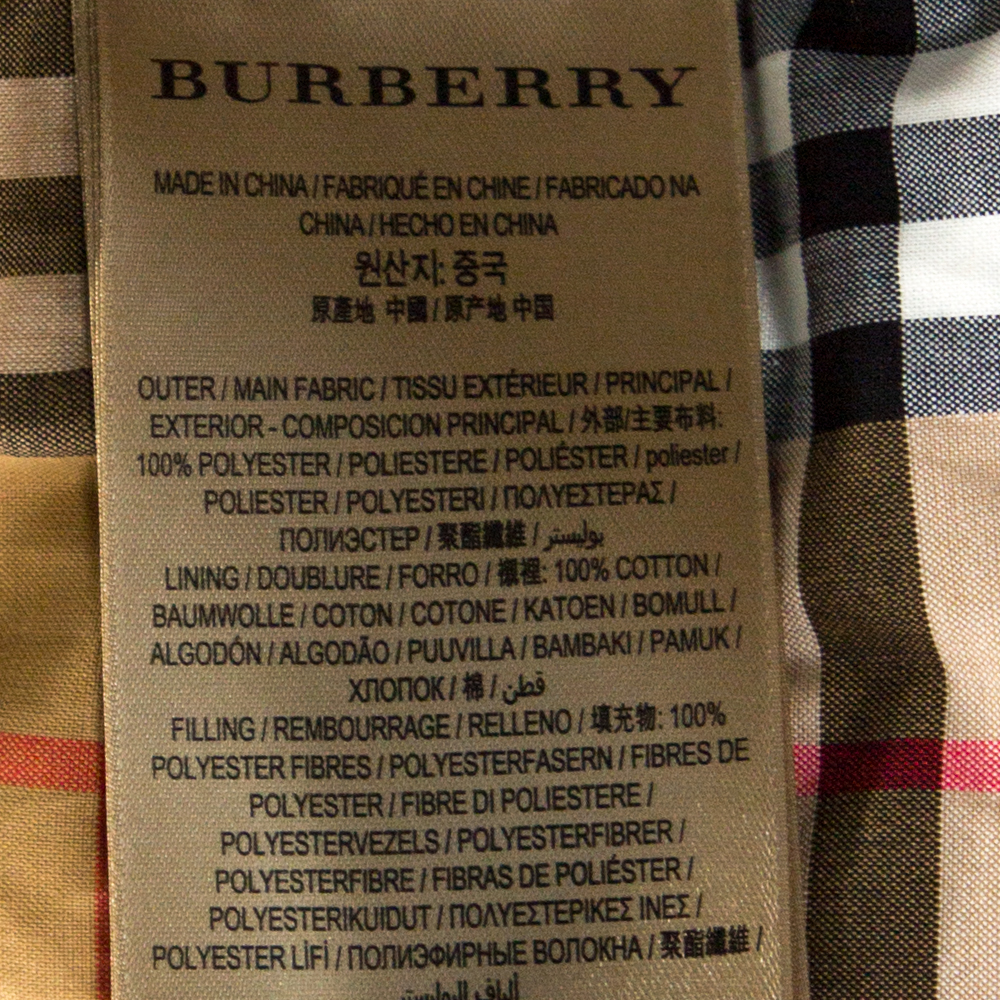 BURBERRY
MADE IN CHINA / FABRIQUÉ EN CHINE / FABRICADO NA
CHINA / HECHO EN CHINA
원산지: 중국
原產地 中國 / 原产地 中国
OUTER / MAIN FABRIC / TISSU EXTÉRIEUR / PRINCIPAL /
EXTERIOR - COMPOSICION PRINCIPAL / 外部/主要布料:
100% POLYESTER / POLIESTERE / POLIÉSTER / poliester /
POLIESTER / POLYESTERI / ΠΟΛΥΕΣΤΕΡΑΣ /
ПОЛИЭСТЕР / 聚酯纖維 / بوليستر
LINING / DOUBLURE / FORRO / 襯裡: 100% COTTON /
BAUMWOLLE / COTON / COTONE / KATOEN / BOMULL /
ALGODÓN / ALGODÃO / PUUVILLA / BAMBAKI / PAMUK /
ХЛОПОК / 棉 / قطن
FILLING / REMBOURRAGE / RELLENO / 填充物: 100%
POLYESTER FIBRES / POLYESTERFASERN / FIBRES DE
POLYESTER / FIBRE DI POLIESTERE /
POLYESTERVEZELS / POLYESTERFIBRER /
POLYESTERFIBRE / FIBRAS DE POLIÉSTER /
POLYESTERIKUIDUT / ΠΟΛΥΕΣΤΕΡΙΚΕΣ ΙΝΕΣ /
POLYESTER LİFİ / ПОЛИЭФИРНЫЕ ВОЛОКНА / 聚酯纖維 /
ألياف البوليستر